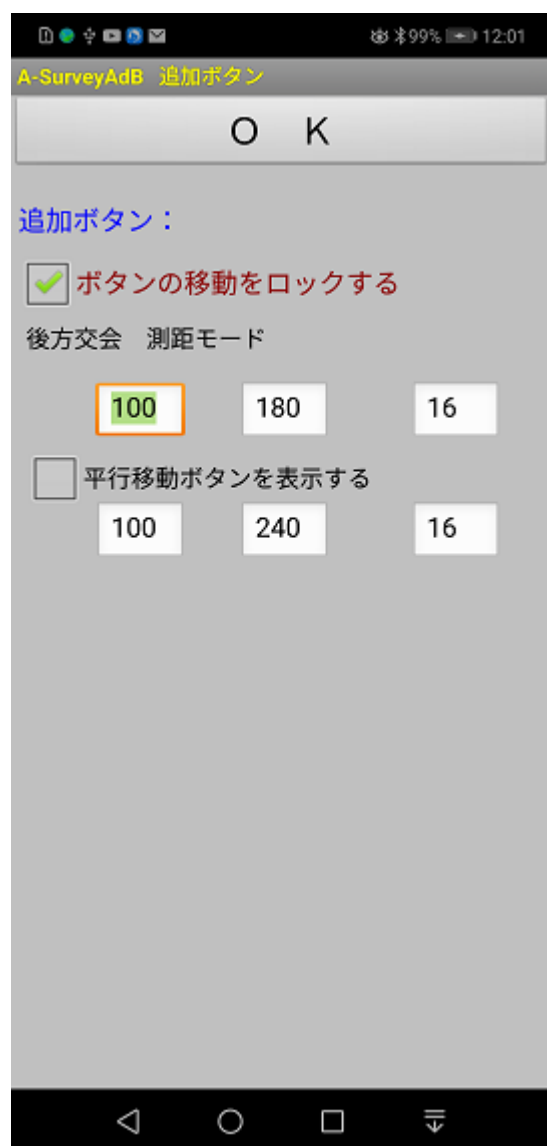 99% 12:01
A-SurveyAdB 追加ボタン
O K
追加ボタン：
ボタンの移動をロックする
後方交会 測距モード
100 180 16
平行移動ボタンを表示する
100 240 16